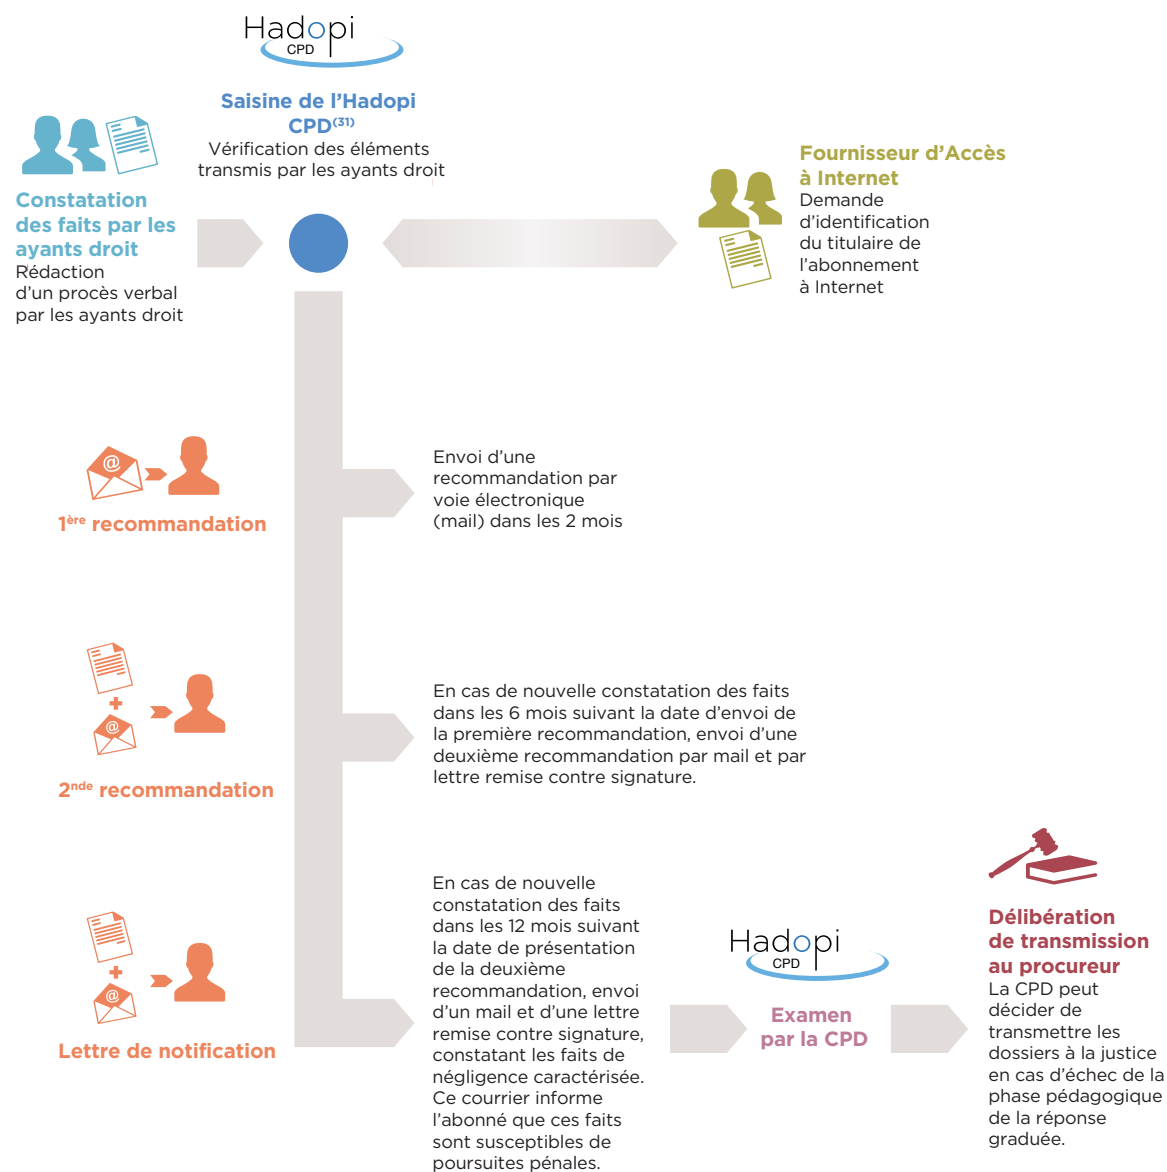 Hadopi
CPD
Saisine de l'Hadopi
CPD(31)
Vérification des éléments
transmis par les ayants droit
Constatation
des faits par les
ayants droit
Rédaction
d'un procès verbal
par les ayants droit
Fournisseur d'Accès
à Internet
Demande
d'identification
du titulaire de
l'abonnement
à Internet
@
1ère recommandation
Envoi d'une
recommandation par
voie électronique
(mail) dans les 2 mois
+
@
2nde recommandation
En cas de nouvelle constatation des faits
dans les 6 mois suivant la date d'envoi de
la première recommandation, envoi d'une
deuxième recommandation par mail et par
lettre remise contre signature.
+
@
Lettre de notification
En cas de nouvelle
constatation des faits
dans les 12 mois suivant
la date de présentation
de la deuxième
recommandation, envoi
d'un mail et d'une lettre
remise contre signature,
constatant les faits de
négligence caractérisée.
Ce courrier informe
l'abonné que ces faits
sont susceptibles de
poursuites pénales.
Hadopi
CPD
Examen
par la CPD
Délibération
de transmission
au procureur
La CPD peut
décider de
transmettre les
dossiers à la justice
en cas d'échec de la
phase pédagogique
de la réponse
graduée.